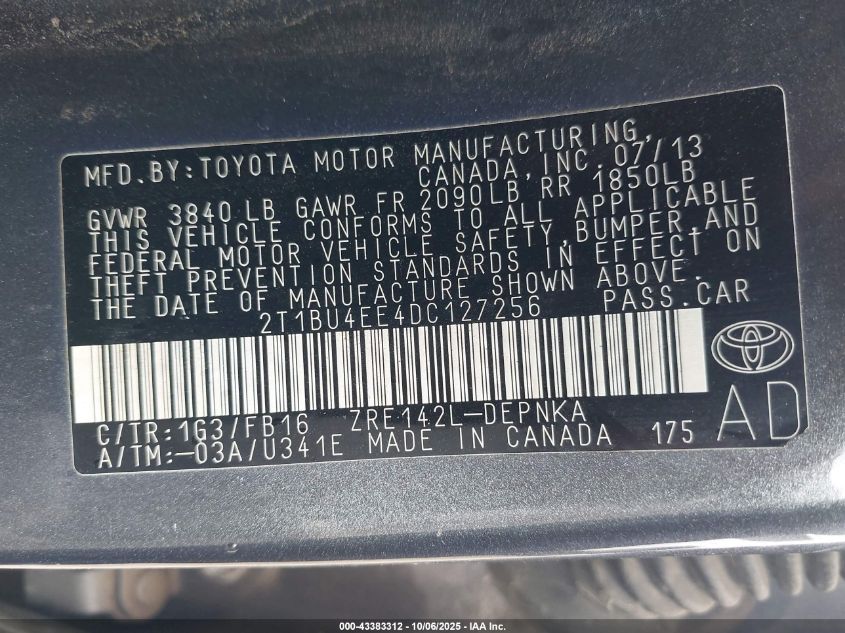 MFD.BY:TOYOTA MOTOR MANUFACTURING,
CANADA,INC. 07/13
GVWR 3840 LB GAWR FR 2090LB RR 1850LB
THIS VEHICLE CONFORMS TO ALL APPLICABLE
FEDERAL MOTOR VEHICLE SAFETY,BUMPER,AND
THEFT PREVENTION STANDARDS IN EFFECT ON
THE DATE OF MANUFACTURE SHOWN ABOVE.
2T1BU4EE4DC127256 PASS.CAR
C/TR:1G3/FB16 ZRE142L-DEPNKA
A/TM:-03A/U341E MADE IN CANADA 175
AD
000-43383312 | 10/06/2025 - IAA Inc.